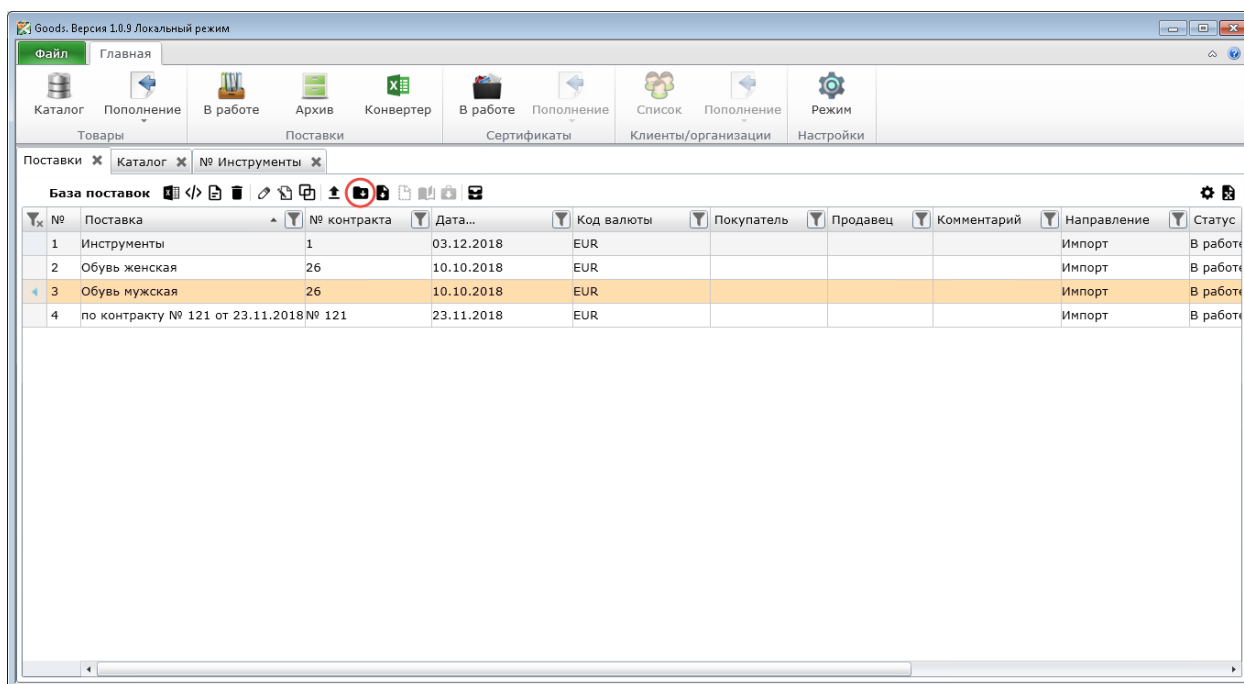 Goods. Версия 1.0.9 Локальный режим
Файл Главная
Каталог Пополнение В работе Архив Конвертер В работе Пополнение Список Пополнение Режим
Товары Поставки Сертификаты Клиенты/организации Настройки
Поставки Каталог № Инструменты
База поставок
№ Поставка № контракта Дата... Код валюты Покупатель Продавец Комментарий Направление Статус
1 Инструменты 1 03.12.2018 EUR Импорт В работе
2 Обувь женская 26 10.10.2018 EUR Импорт В работе
3 Обувь мужская 26 10.10.2018 EUR Импорт В работе
4 по контракту № 121 от 23.11.2018 № 121 23.11.2018 EUR Импорт В работе